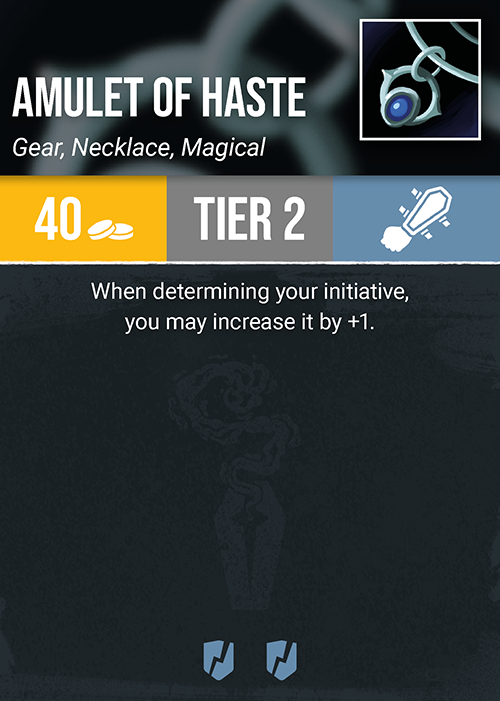 AMULET OF HASTE
Gear, Necklace, Magical
40
TIER 2
When determining your initiative,
you may increase it by +1.